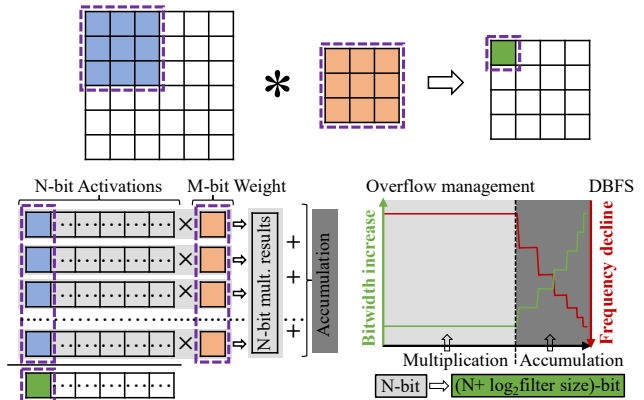 *
N-bit Activations
M-bit Weight
×
×
×
×
N-bit mult. results
+
+
+
Accumulation
Overflow management
DBFS
Bitwidth increase
Frequency decline
Multiplication
Accumulation
N-bit
(N+ log₂filter size)-bit